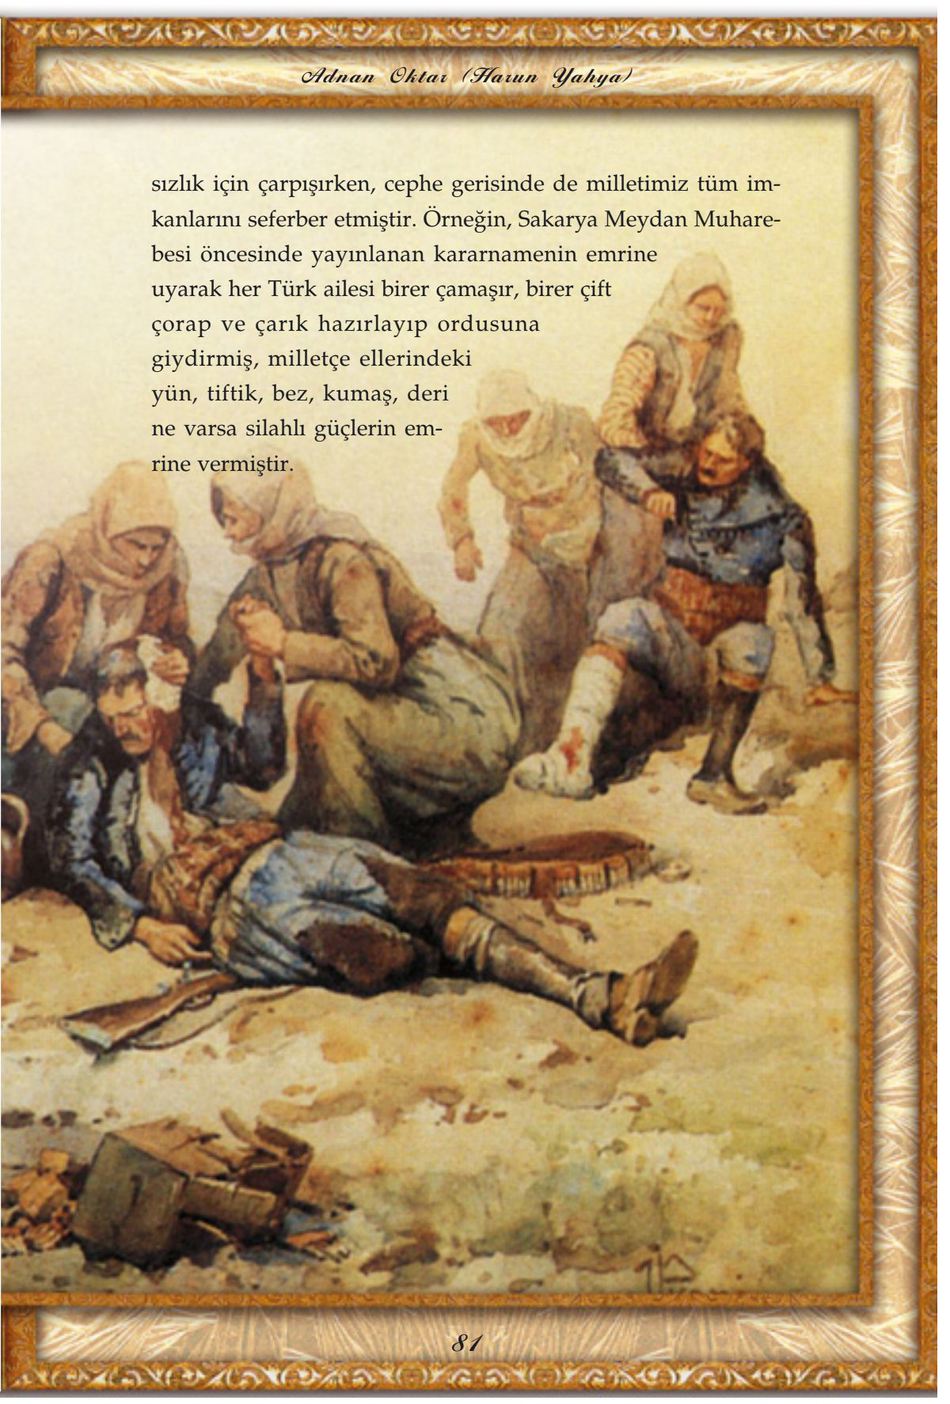 Adnan Oktar (Harun Yahya)
sızlık için çarpışırken, cephe gerisinde de milletimiz tüm im-
kanlarını seferber etmiştir. Örneğin, Sakarya Meydan Muhare-
besi öncesinde yayınlanan kararnamenin emrine
uyarak her Türk ailesi birer çamaşır, birer çift
çorap ve çarık hazırlayıp ordusuna
giydirmiş, milletçe ellerindeki
yün, tiftik, bez, kumaş, deri
ne varsa silahlı güçlerin em-
rine vermiştir.
81